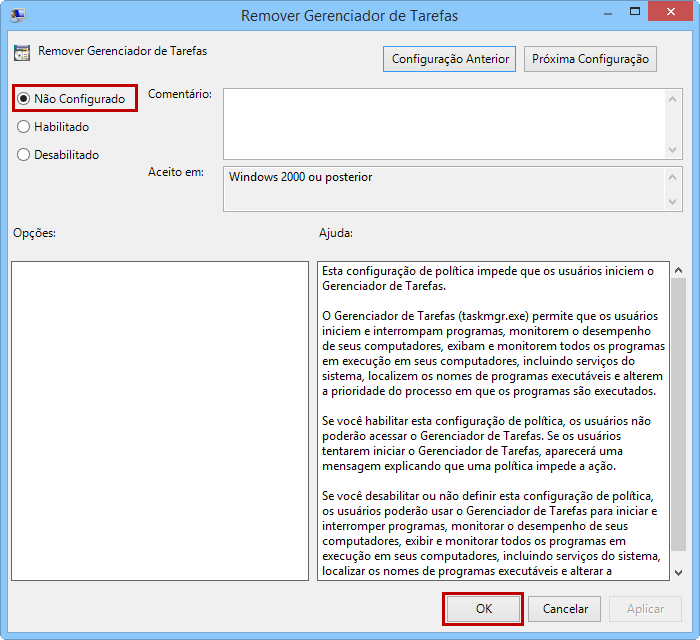 Remover Gerenciador de Tarefas
Remover Gerenciador de Tarefas
Configuração Anterior
Próxima Configuração
Não Configurado
Comentário:
Habilitado
Desabilitado
Aceito em:
Windows 2000 ou posterior
Opções:
Ajuda:
Esta configuração de política impede que os usuários iniciem o
Gerenciador de Tarefas.
O Gerenciador de Tarefas (taskmgr.exe) permite que os usuários
iniciem e interrompam programas, monitorem o desempenho
de seus computadores, exibam e monitorem todos os programas
em execução em seus computadores, incluindo serviços do
sistema, localizem os nomes de programas executáveis e alterem
a prioridade do processo em que os programas são executados.
Se você habilitar esta configuração de política, os usuários não
poderão acessar o Gerenciador de Tarefas. Se os usuários
tentarem iniciar o Gerenciador de Tarefas, aparecerá uma
mensagem explicando que uma política impede a ação.
Se você desabilitar ou não definir esta configuração de política,
os usuários poderão usar o Gerenciador de Tarefas para iniciar e
interromper programas, monitorar o desempenho de seus
computadores, exibir e monitorar todos os programas em
execução em seus computadores, incluindo serviços do sistema,
localizar os nomes de programas executáveis e alterar a
OK
Cancelar
Aplicar